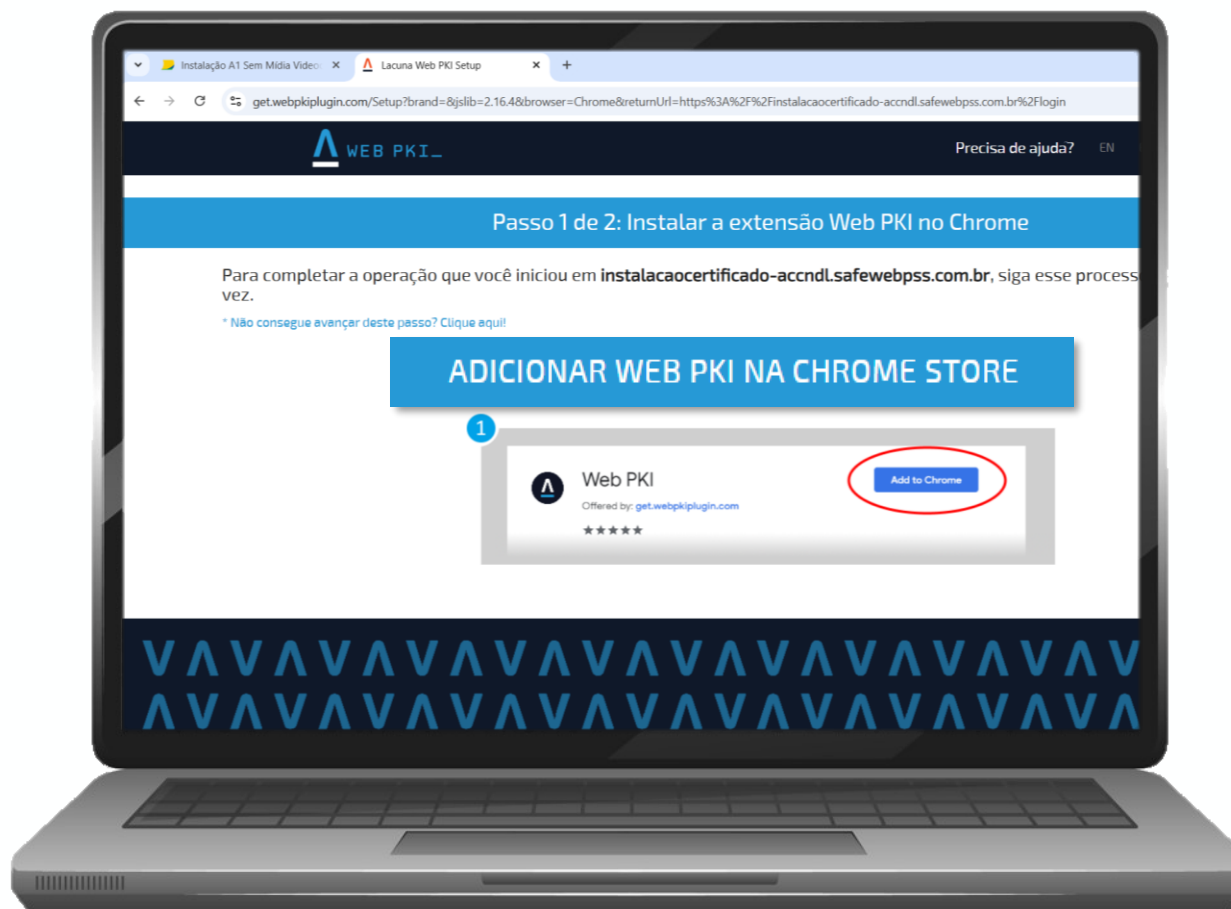 Instalação A1 Sem Mídia Video
Lacuna Web PKI Setup
get.webpkiplugin.com/Setup?brand=&jslib=2.16.4&browser=Chrome&returnUrl=https%3A%2F%2Finstalacaocertificado-accndl.safewebpss.com.br%2Flogin
WEB PKI_
Precisa de ajuda? EN
Passo 1 de 2: Instalar a extensão Web PKI no Chrome
Para completar a operação que você iniciou em instalacaocertificado-accndl.safewebpss.com.br, siga esse process
vez.
* Não consegue avançar deste passo? Clique aqui!
ADICIONAR WEB PKI NA CHROME STORE
1
Web PKI
Add to Chrome
Offered by: get.webpkiplugin.com